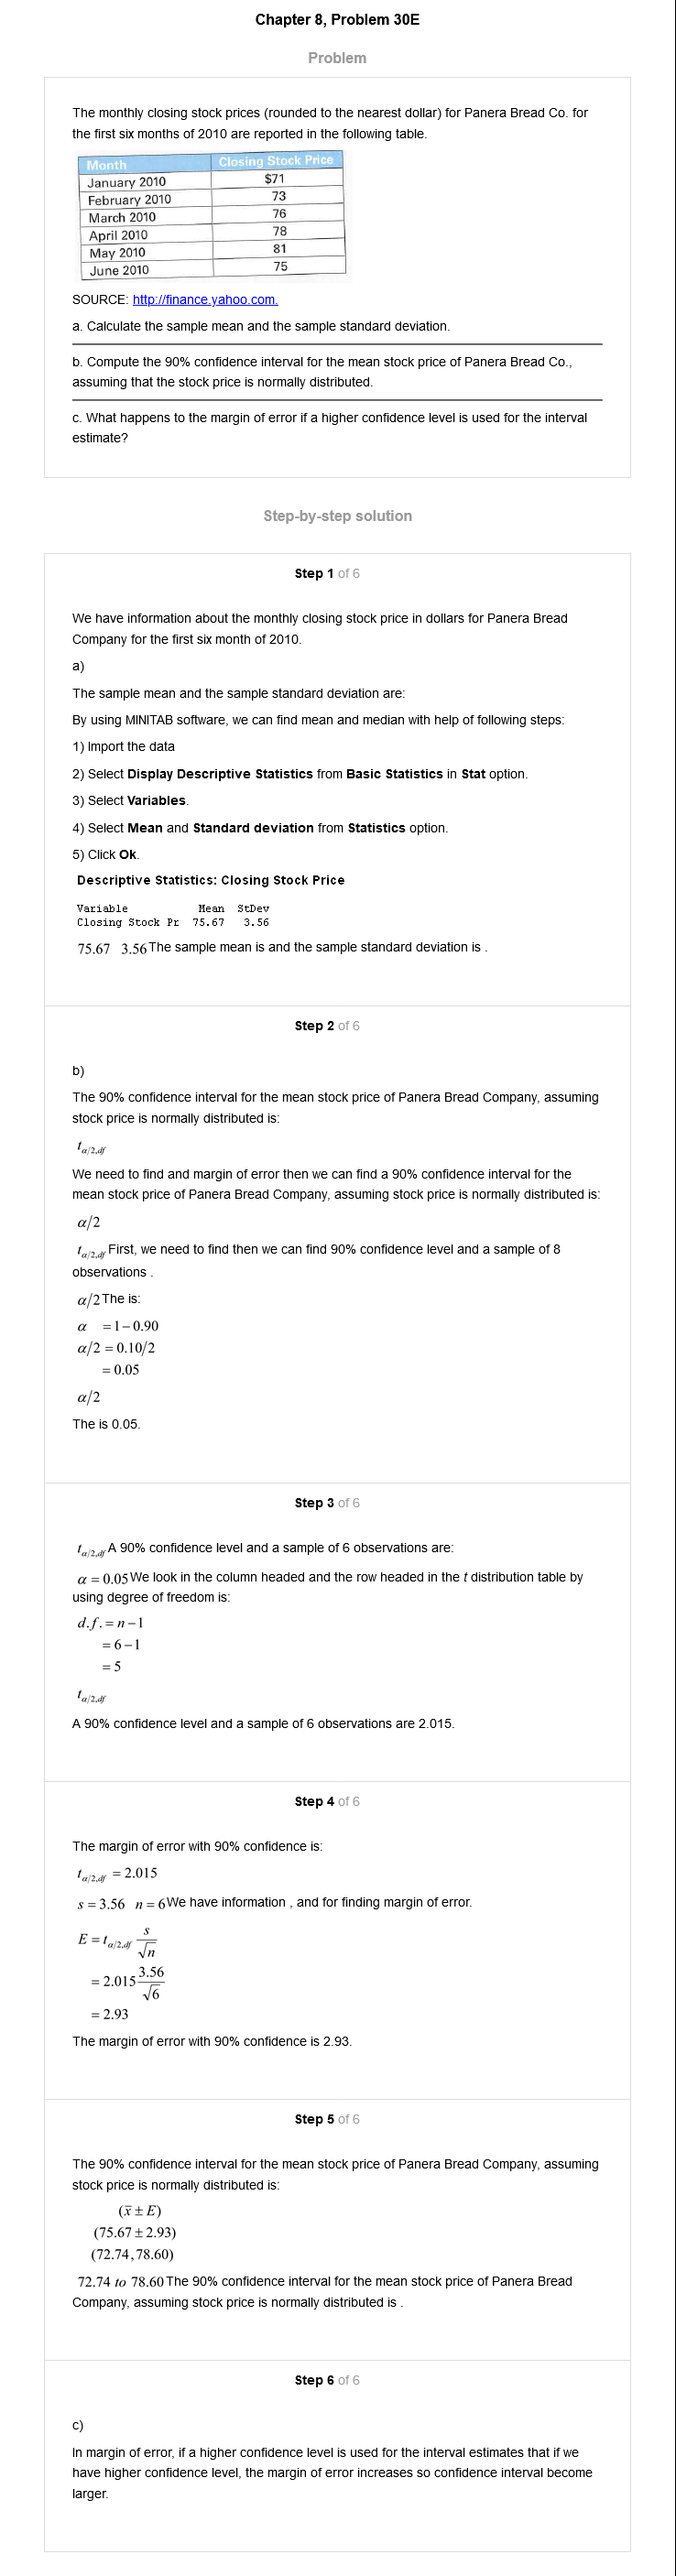 Chapter 8, Problem 30E
Problem
The monthly closing stock prices (rounded to the nearest dollar) for Panera Bread Co. for
the first six months of 2010 are reported in the following table.
Month Closing Stock Price
January 2010 $71
February 2010 73
March 2010 76
April 2010 78
May 2010 81
June 2010 75
SOURCE: http://finance.yahoo.com.
a. Calculate the sample mean and the sample standard deviation.
b. Compute the 90% confidence interval for the mean stock price of Panera Bread Co.,
assuming that the stock price is normally distributed.
c. What happens to the margin of error if a higher confidence level is used for the interval
estimate?
Step-by-step solution
Step 1 of 6
We have information about the monthly closing stock price in dollars for Panera Bread
Company for the first six month of 2010.
a)
The sample mean and the sample standard deviation are:
By using MINITAB software, we can find mean and median with help of following steps:
1) Import the data
2) Select Display Descriptive Statistics from Basic Statistics in Stat option.
3) Select Variables.
4) Select Mean and Standard deviation from Statistics option.
5) Click Ok.
Descriptive Statistics: Closing Stock Price
Variable Mean StDev
Closing Stock Pr 75.67 3.56
75.67 3.56 The sample mean is and the sample standard deviation is .
Step 2 of 6
b)
The 90% confidence interval for the mean stock price of Panera Bread Company, assuming
stock price is normally distributed is:
t_{α/2,df}
We need to find and margin of error then we can find a 90% confidence interval for the
mean stock price of Panera Bread Company, assuming stock price is normally distributed is:
α/2
t_{α/2,df} First, we need to find then we can find 90% confidence level and a sample of 8
observations .
α/2 The is:
α = 1 − 0.90
α/2 = 0.10/2
= 0.05
α/2
The is 0.05.
Step 3 of 6
t_{α/2,df} A 90% confidence level and a sample of 6 observations are:
α = 0.05 We look in the column headed and the row headed in the t distribution table by
using degree of freedom is:
d.f. = n − 1
= 6 − 1
= 5
t_{α/2,df}
A 90% confidence level and a sample of 6 observations are 2.015.
Step 4 of 6
The margin of error with 90% confidence is:
t_{α/2,df} = 2.015
s = 3.56 n = 6 We have information , and for finding margin of error.
E = t_{α/2,df} s/√n
= 2.015 3.56/√6
= 2.93
The margin of error with 90% confidence is 2.93.
Step 5 of 6
The 90% confidence interval for the mean stock price of Panera Bread Company, assuming
stock price is normally distributed is:
(x̄ ± E)
(75.67 ± 2.93)
(72.74, 78.60)
72.74 to 78.60 The 90% confidence interval for the mean stock price of Panera Bread
Company, assuming stock price is normally distributed is .
Step 6 of 6
c)
In margin of error, if a higher confidence level is used for the interval estimates that if we
have higher confidence level, the margin of error increases so confidence interval become
larger.